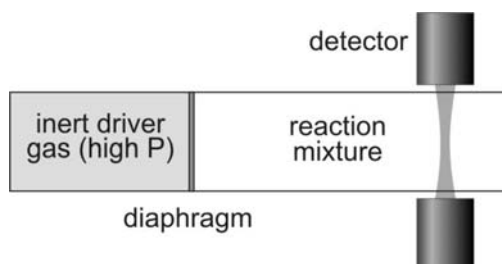 detector
inert driver
gas (high P)
reaction
mixture
diaphragm